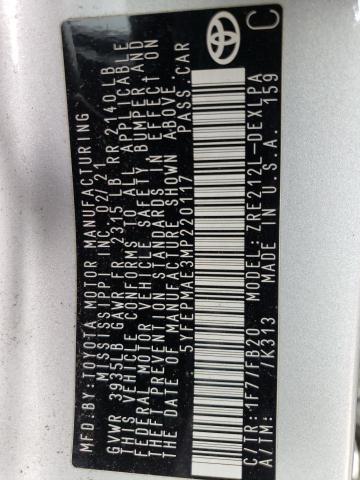 MFD.BY:TOYOTA MOTOR MANUFACTURING
MISSISSIPPI INC. 02/21
GVWR 3935LB GAWR FR 2315 LB RR 2140 LB
THIS VEHICLE CONFORMS TO ALL APPLICABLE
FEDERAL MOTOR VEHICLE SAFETY, BUMPER, AND
THEFT PREVENTION STANDARDS IN EFFECT ON
THE DATE OF MANUFACTURE SHOWN ABOVE.
5YFEPMAE3MP220117 PASS. CAR
C/TR:1F7/FB20 MODEL:ZRE212L-DEXLPA
A/TM: /K313 MADE IN U.S.A. 159
C